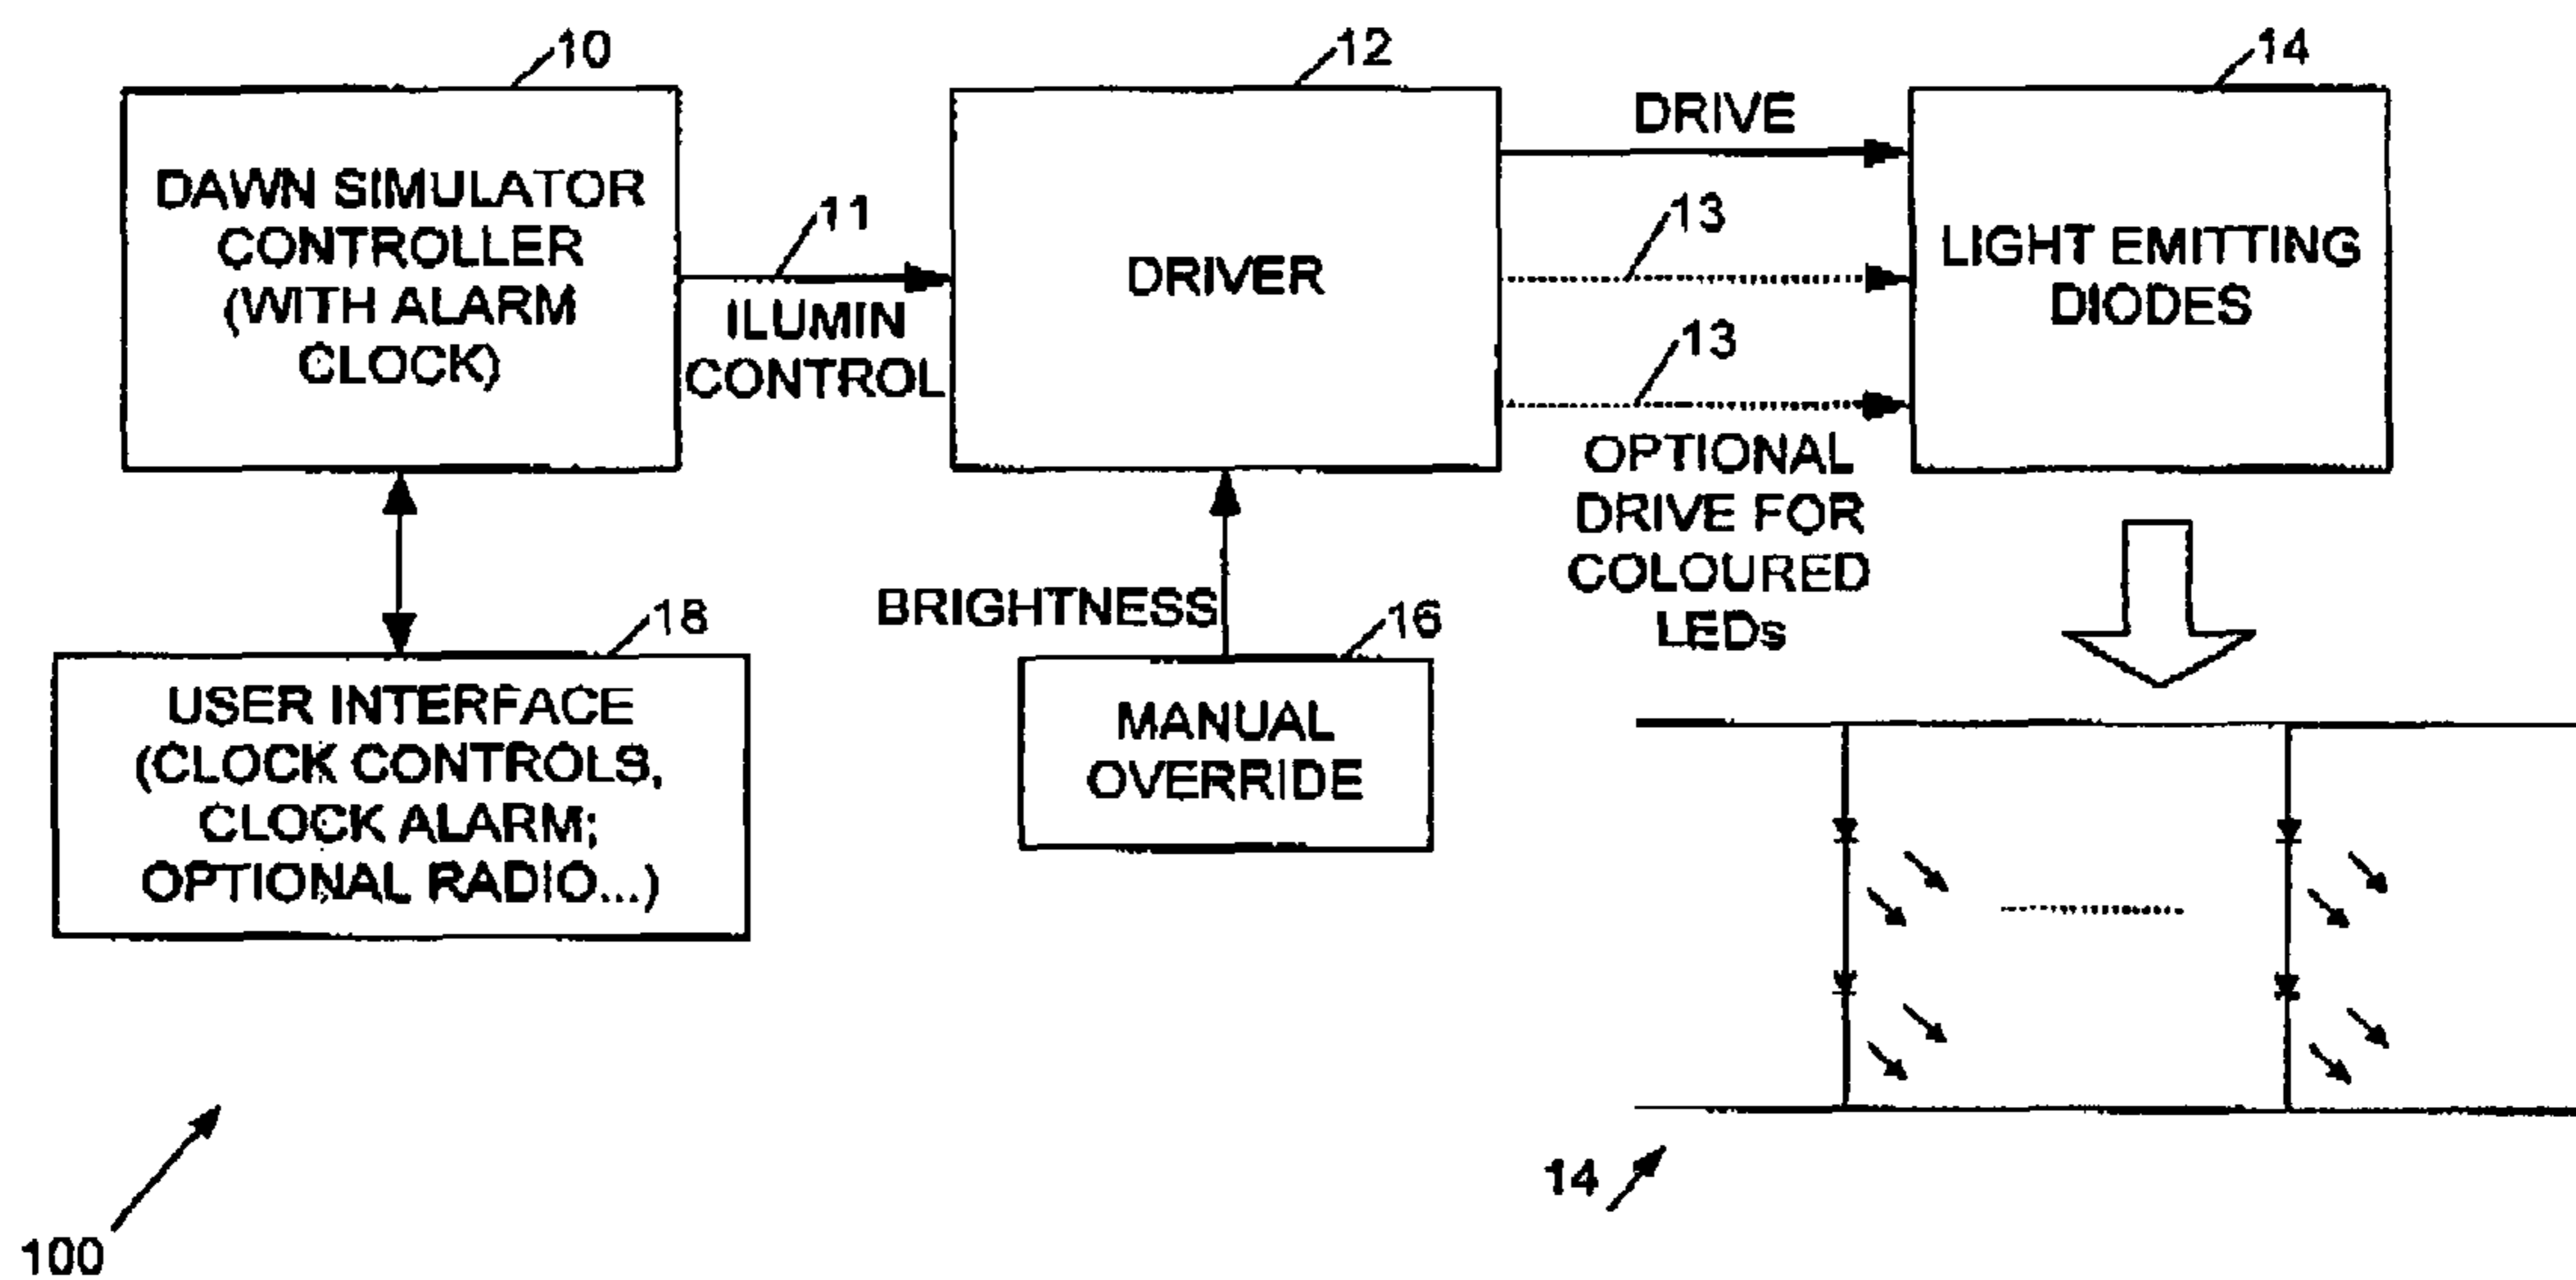 10
DAWN SIMULATOR
CONTROLLER
(WITH ALARM
CLOCK)
11
ILUMIN
CONTROL
12
DRIVER
DRIVE
13
13
OPTIONAL
DRIVE FOR
COLOURED
LEDs
14
LIGHT EMITTING
DIODES
18
USER INTERFACE
(CLOCK CONTROLS,
CLOCK ALARM;
OPTIONAL RADIO...)
BRIGHTNESS
16
MANUAL
OVERRIDE
14
100